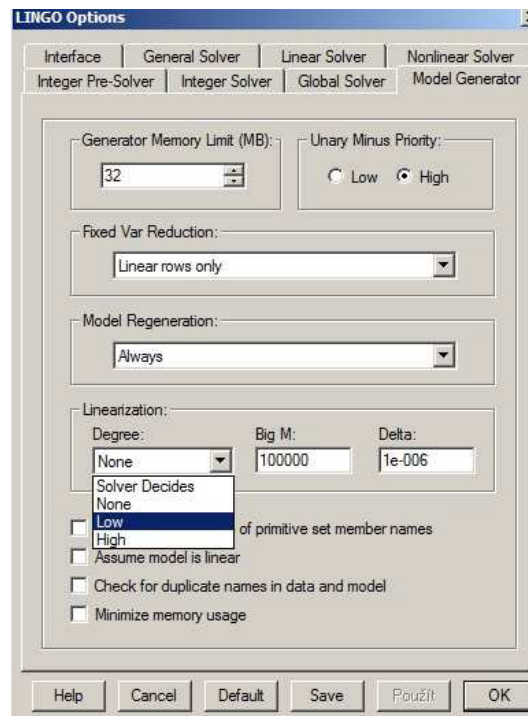 LINGO Options
Interface General Solver Linear Solver Nonlinear Solver
Integer Pre-Solver Integer Solver Global Solver Model Generator
Generator Memory Limit (MB): Unary Minus Priority:
32 Low High
Fixed Var Reduction:
Linear rows only
Model Regeneration:
Always
Linearization:
Degree: Big M: Delta:
None 100000 1e-006
Solver Decides
None
Low
of primitive set member names
High
Assume model is linear
Check for duplicate names in data and model
Minimize memory usage
Help Cancel Default Save Použít OK